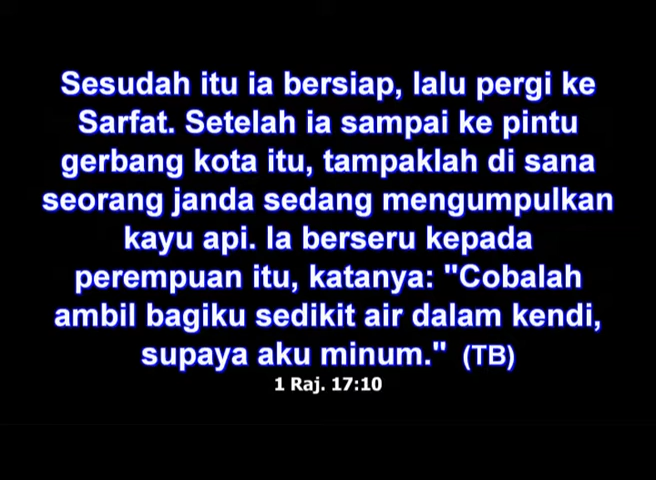 Sesudah itu ia bersiap, lalu pergi ke
Sarfat. Setelah ia sampai ke pintu
gerbang kota itu, tampaklah di sana
seorang janda sedang mengumpulkan
kayu api. Ia berseru kepada
perempuan itu, katanya: "Cobalah
ambil bagiku sedikit air dalam kendi,
supaya aku minum." (TB)
1 Raj. 17:10